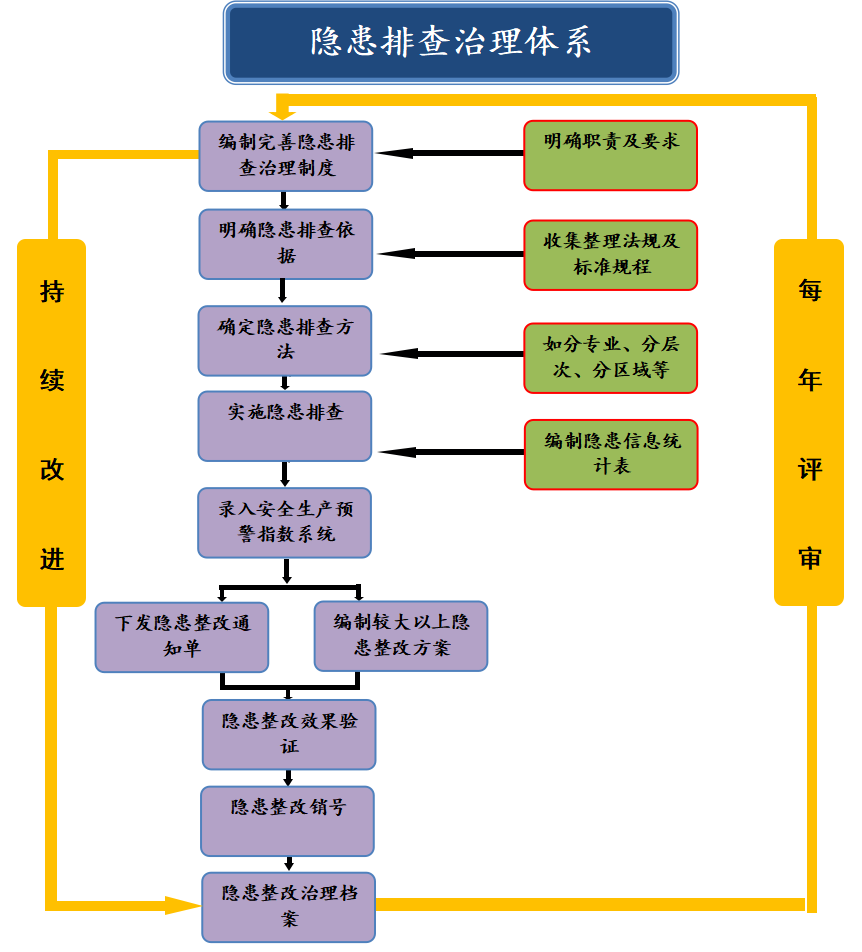 隐患排查治理体系
编制完善隐患排
查治理制度
明确职责及要求
明确隐患排查依
据
收集整理法规及
标准规程
确定隐患排查方
法
如分专业、分层
次、分区域等
实施隐患排查
编制隐患信息统
计表
录入安全生产预
警指数系统
下发隐患整改通
知单
编制较大以上隐
患整改方案
隐患整改效果验
证
隐患整改销号
隐患整改治理档
案
持
续
改
进
每
年
评
审